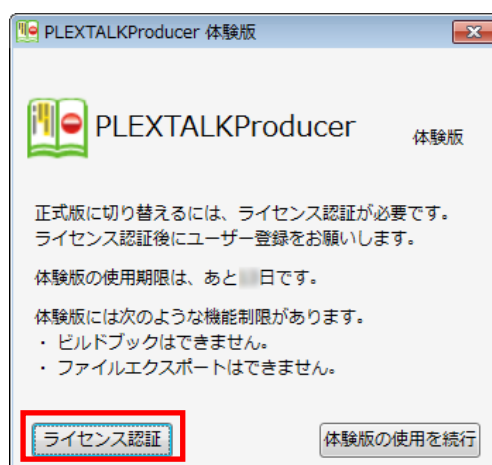 PLEXTALKProducer 体験版
PLEXTALKProducer 体験版
正式版に切り替えるには、ライセンス認証が必要です。
ライセンス認証後にユーザー登録をお願いします。
体験版の使用期限は、あと 日です。
体験版には次のような機能制限があります。
・ ビルドブックはできません。
・ ファイルエクスポートはできません。
ライセンス認証 体験版の使用を続行